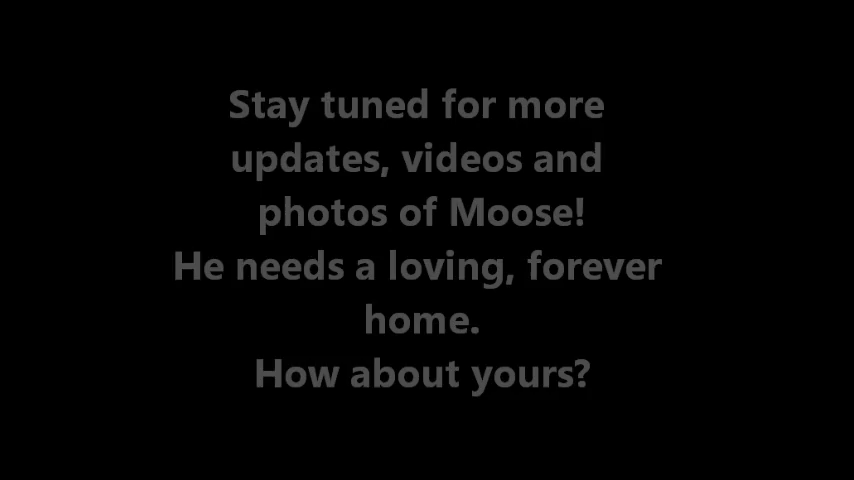 Stay tuned for more
updates, videos and
photos of Moose!
He needs a loving, forever
home.
How about yours?